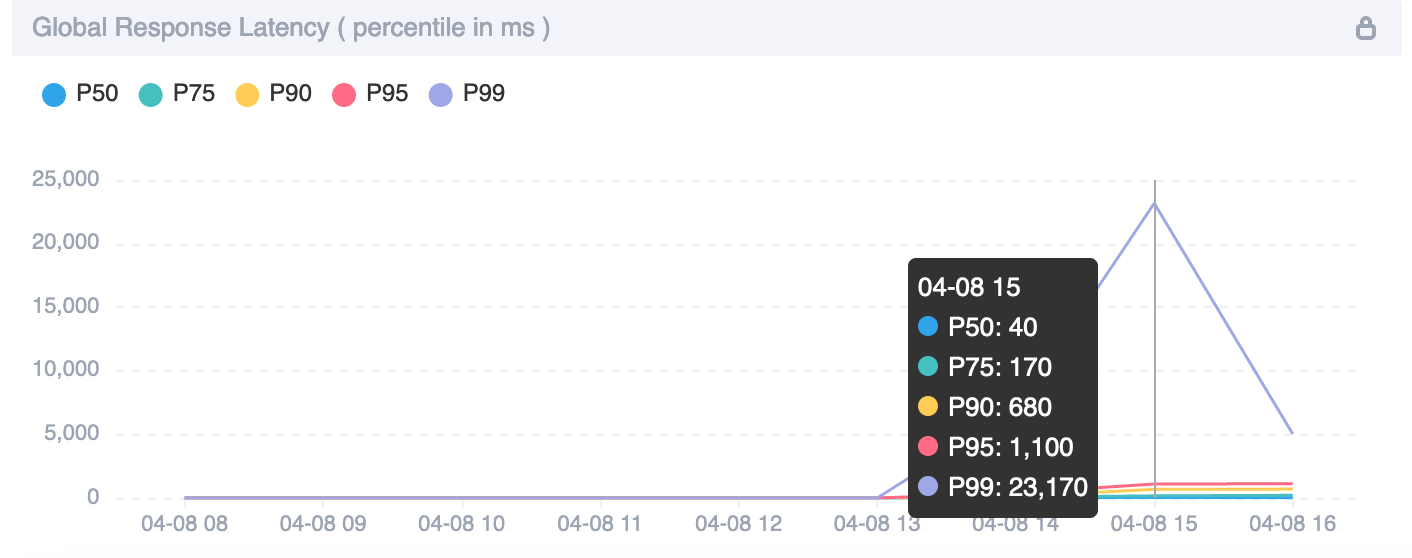 Global Response Latency ( percentile in ms )
P50 P75 P90 P95 P99
25,000
20,000
15,000
10,000
5,000
0
04-08 15
P50: 40
P75: 170
P90: 680
P95: 1,100
P99: 23,170
04-08 08 04-08 09 04-08 10 04-08 11 04-08 12 04-08 13 04-08 14 04-08 15 04-08 16